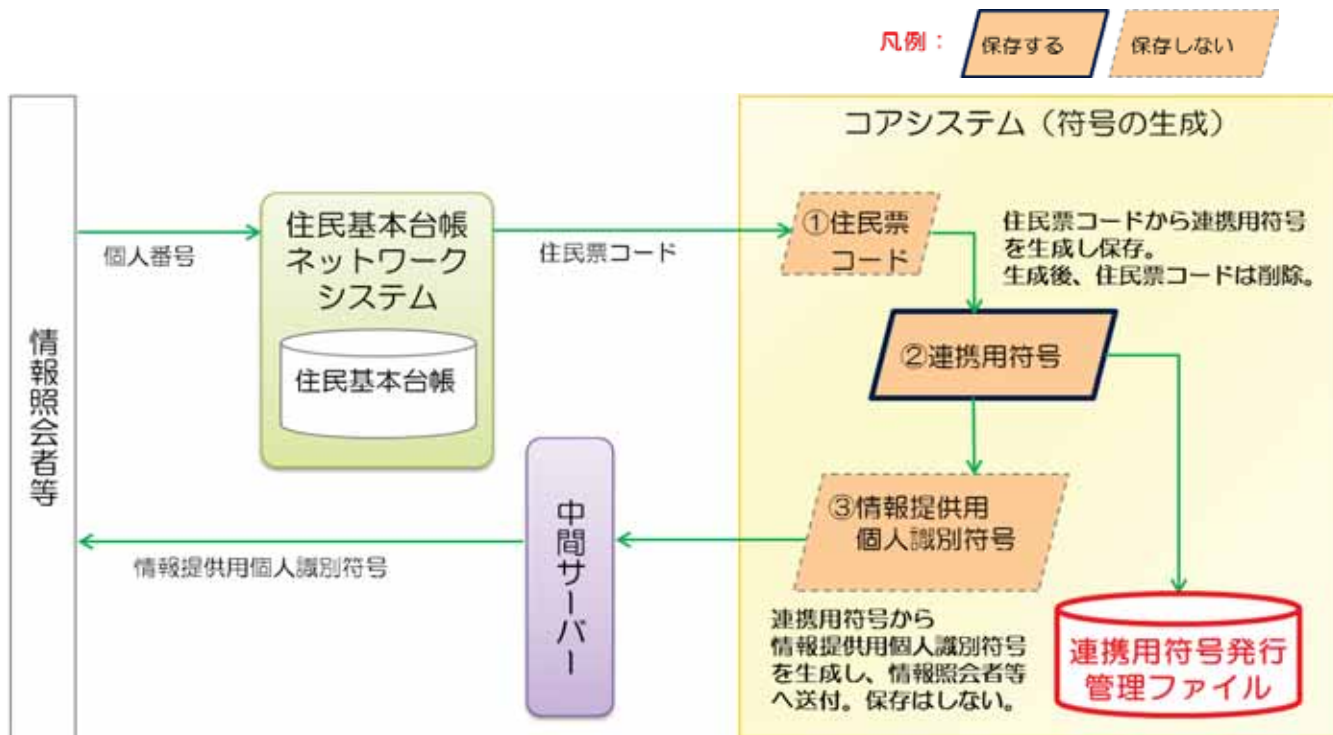 凡例：
保存する
保存しない
コアシステム（符号の生成）
情報照会者等
個人番号
住民基本台帳
ネットワーク
システム
住民基本台帳
住民票コード
①住民票
コード
住民票コードから連携用符号
を生成し保存。
生成後、住民票コードは削除。
②連携用符号
③情報提供用
個人識別符号
中間サーバー
情報提供用個人識別符号
連携用符号から
情報提供用個人識別符号
を生成し、情報照会者等
へ送付。保存はしない。
連携用符号発行
管理ファイル